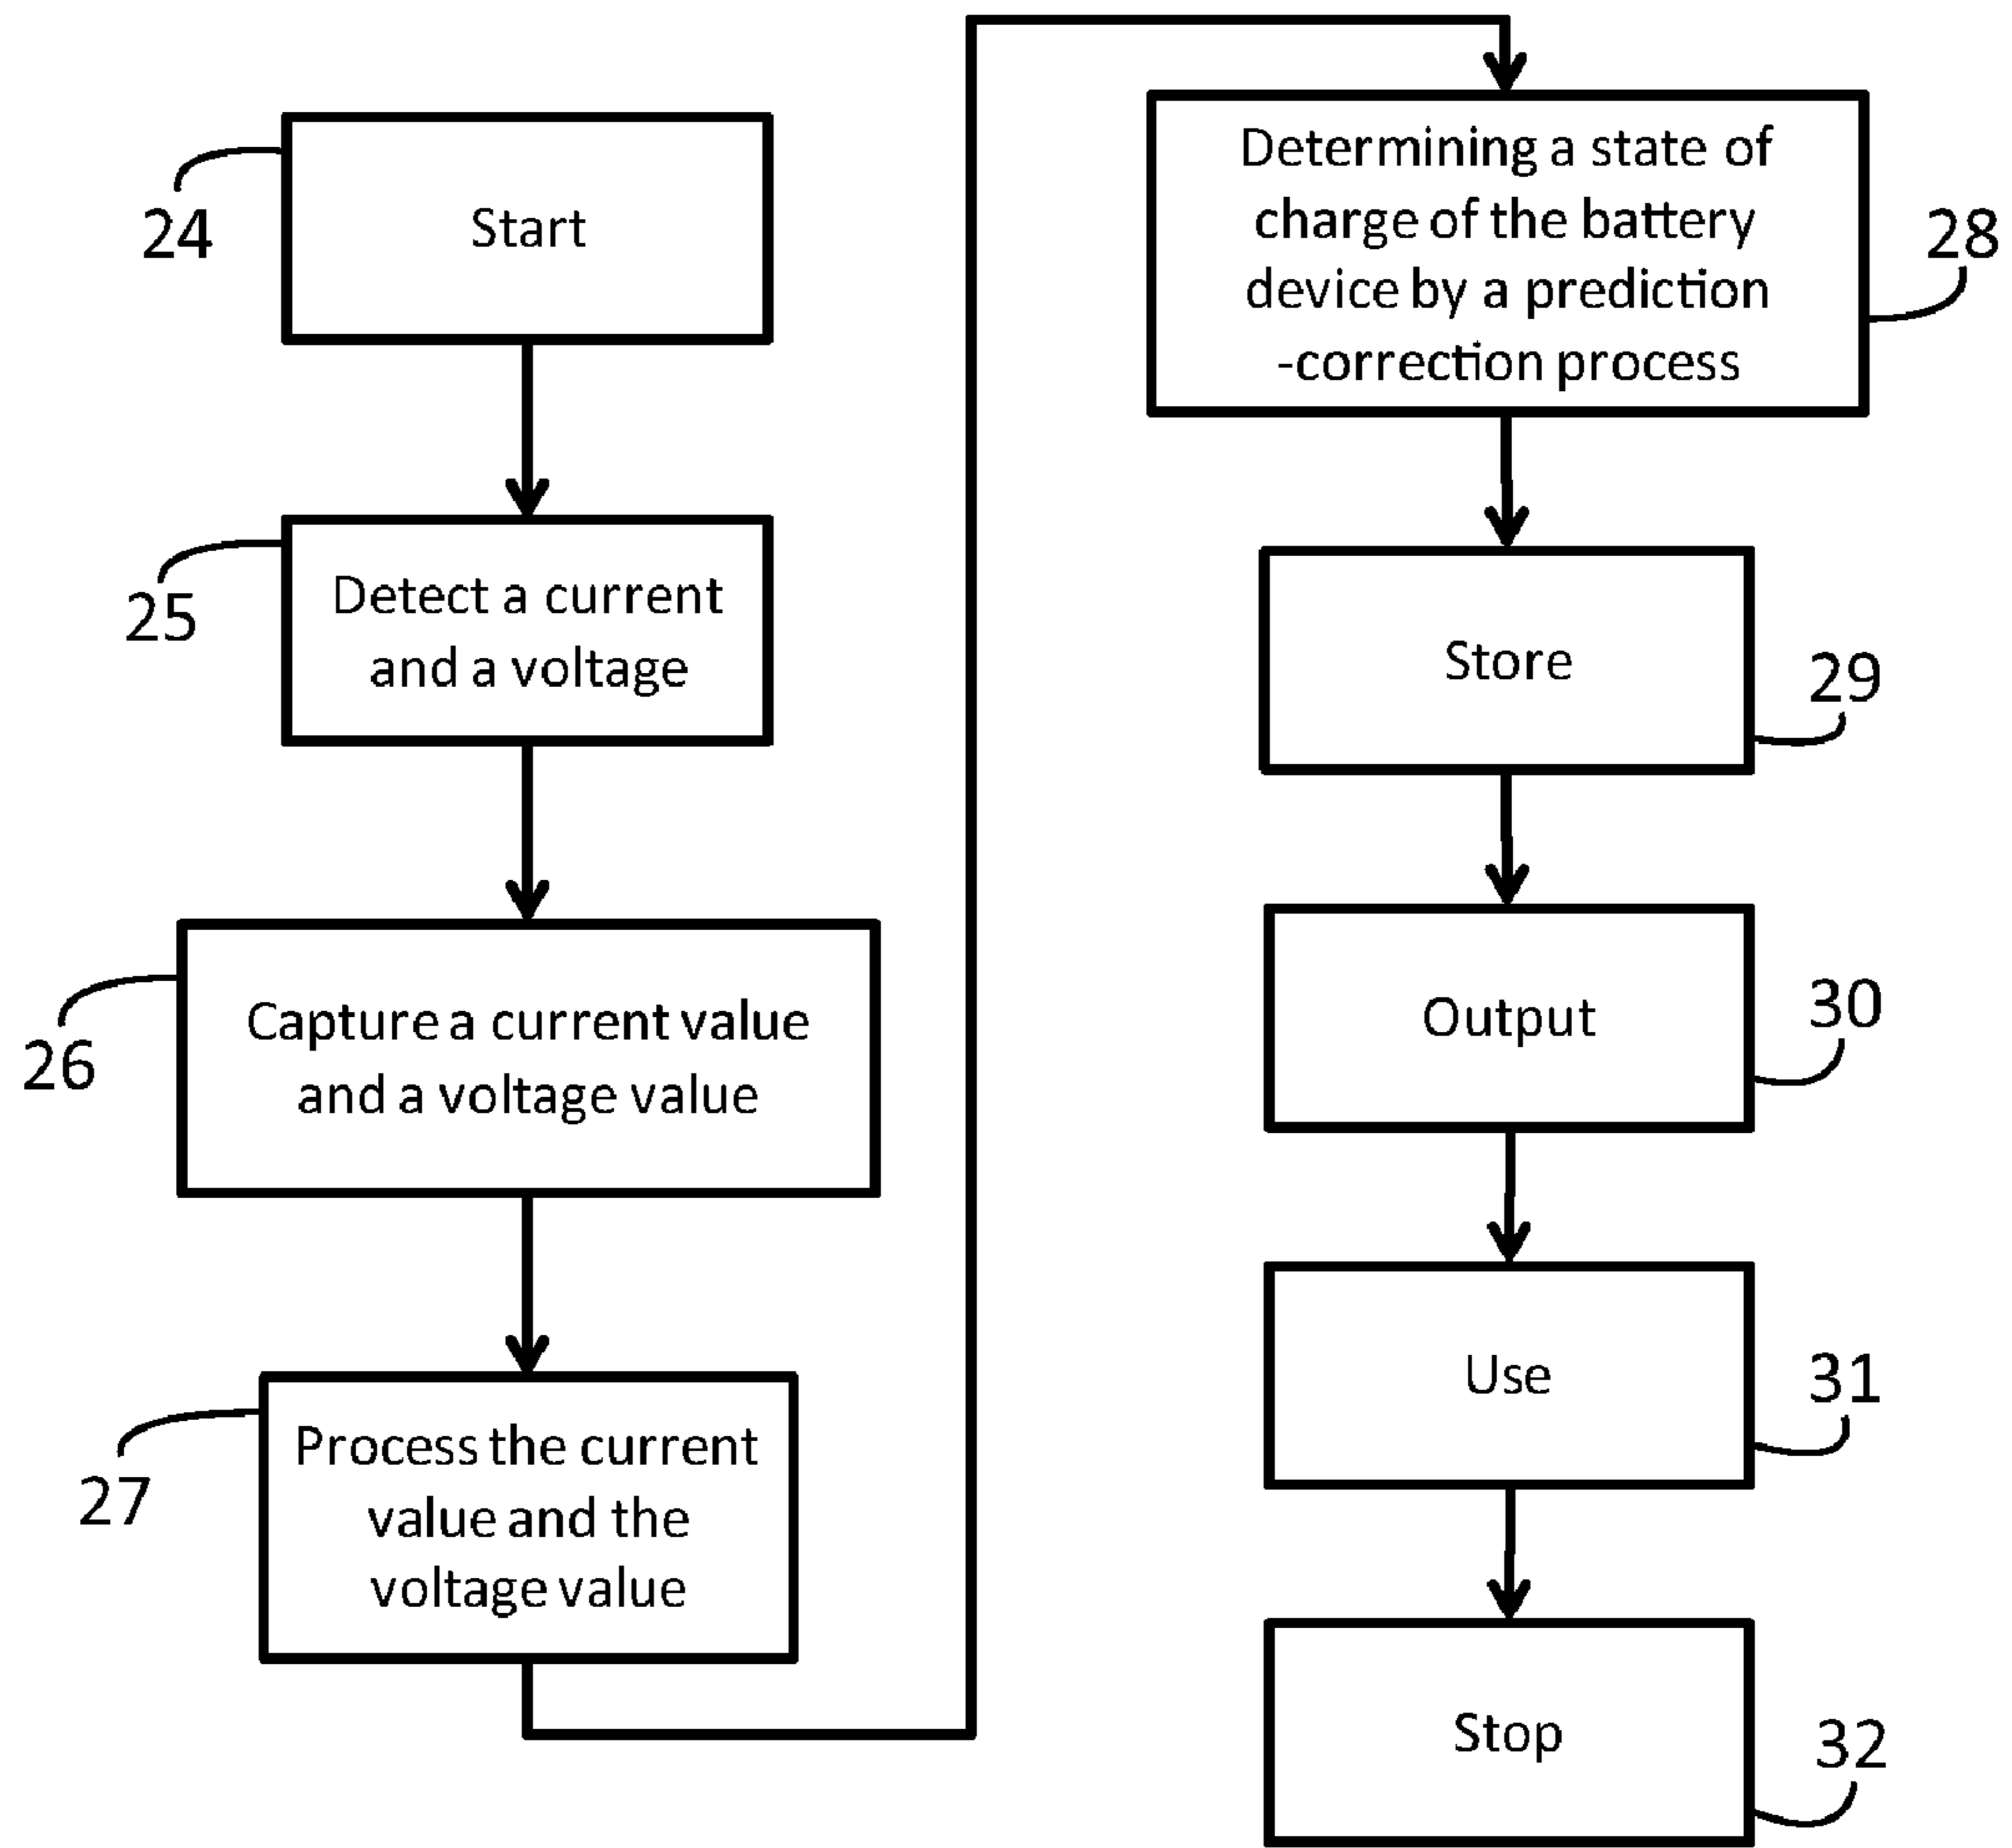 24
Start
25
Detect a current
and a voltage
26
Capture a current value
and a voltage value
27
Process the current
value and the
voltage value
Determining a state of
charge of the battery
device by a prediction
-correction process
28
Store
29
Output
30
Use
31
Stop
32